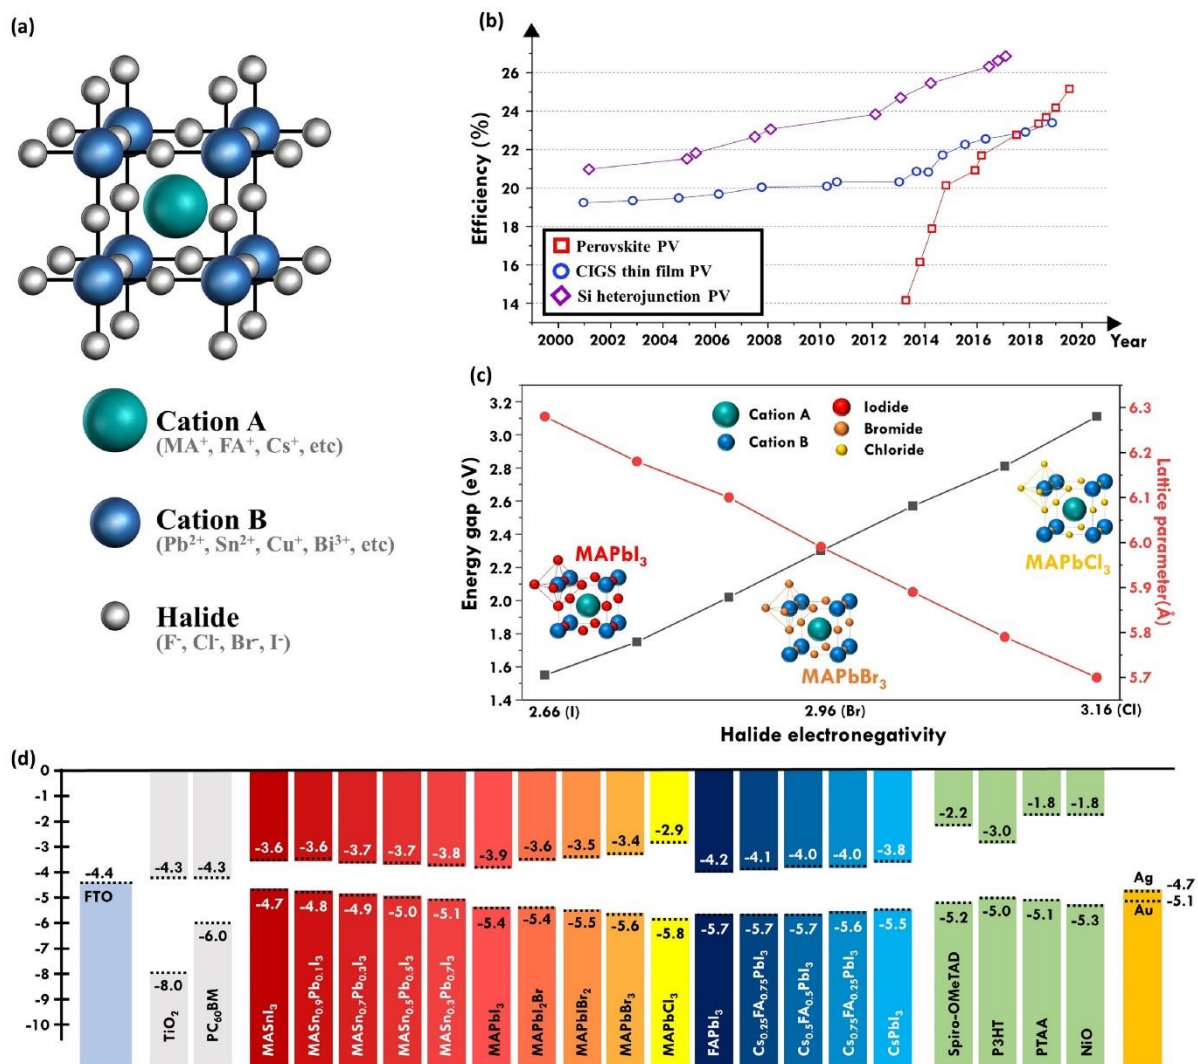 (a)
Cation A
(MA⁺, FA⁺, Cs⁺, etc)
Cation B
(Pb²⁺, Sn²⁺, Cu⁺, Bi³⁺, etc)
Halide
(F⁻, Cl⁻, Br⁻, I⁻)
(b)
Efficiency (%)
26
24
22
20
18
16
14
Perovskite PV
CIGS thin film PV
Si heterojunction PV
2000 2002 2004 2006 2008 2010 2012 2014 2016 2018 2020 Year
(c)
Energy gap (eV)
3.2
3.0
2.8
2.6
2.4
2.2
2.0
1.8
1.6
1.4
Cation A
Cation B
Iodide
Bromide
Chloride
MAPbI₃
MAPbBr₃
MAPbCl₃
6.3
6.2
6.1
6.0
5.9
5.8
5.7
Lattice parameter(Å)
2.66 (I) 2.96 (Br) 3.16 (Cl)
Halide electronegativity
(d)
0
-1
-2
-3
-4
-5
-6
-7
-8
-9
-10
-4.4
FTO
-4.3
-8.0
TiO₂
-4.3
-6.0
PC₆₀BM
-3.6
-4.7
MASnI₃
-3.6
-4.8
MASn₀.₉Pb₀.₁I₃
-3.7
-4.9
MASn₀.₇Pb₀.₃I₃
-3.7
-5.0
MASn₀.₅Pb₀.₅I₃
-3.8
-5.1
MASn₀.₃Pb₀.₇I₃
-3.9
-5.4
MAPbI₃
-3.6
-5.4
MAPbI₂Br
-3.5
-5.5
MAPbIBr₂
-3.4
-5.6
MAPbBr₃
-2.9
-5.8
MAPbCl₃
-4.2
-5.7
FAPbI₃
-4.1
-5.7
Cs₀.₂₅FA₀.₇₅PbI₃
-4.0
-5.7
Cs₀.₅FA₀.₅PbI₃
-4.0
-5.6
Cs₀.₇₅FA₀.₂₅PbI₃
-3.8
-5.5
CsPbI₃
-2.2
-5.2
Spiro-OMeTAD
-3.0
-5.0
P3HT
-1.8
-5.1
PTAA
-1.8
-5.3
NiO
Ag -4.7
Au -5.1